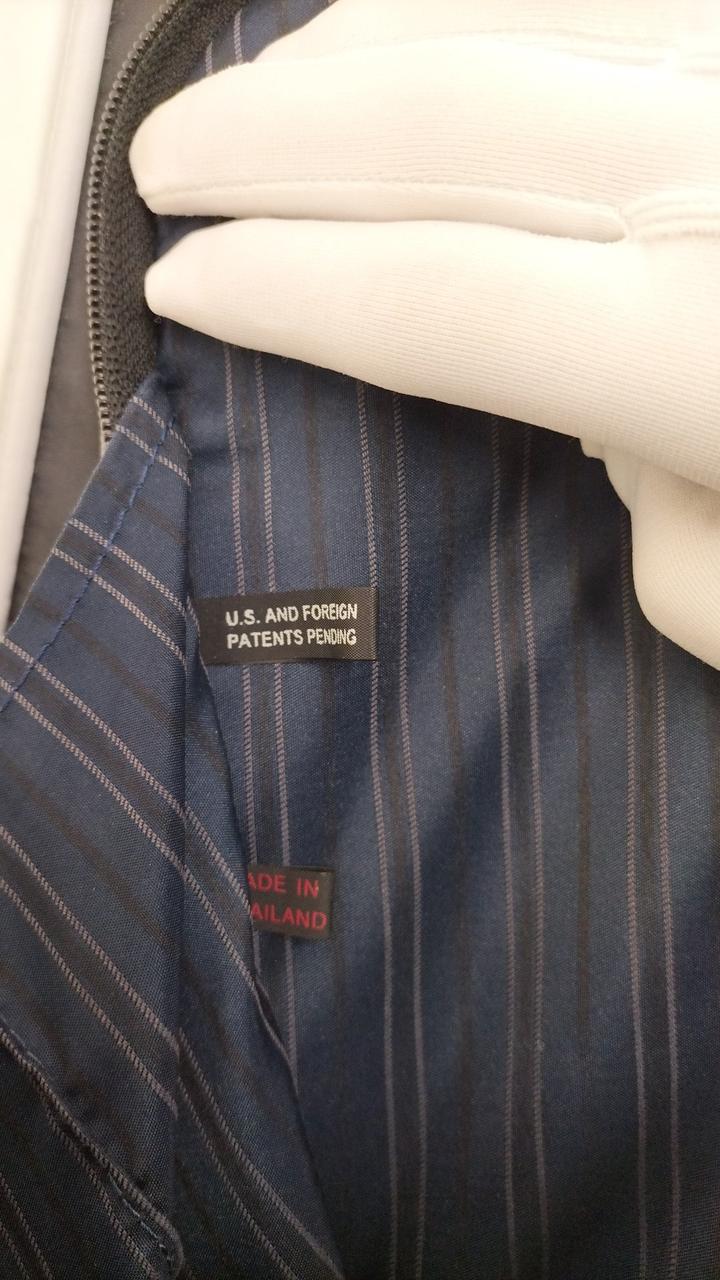 U.S. AND FOREIGN
PATENTS PENDING
ADE IN
AILAND